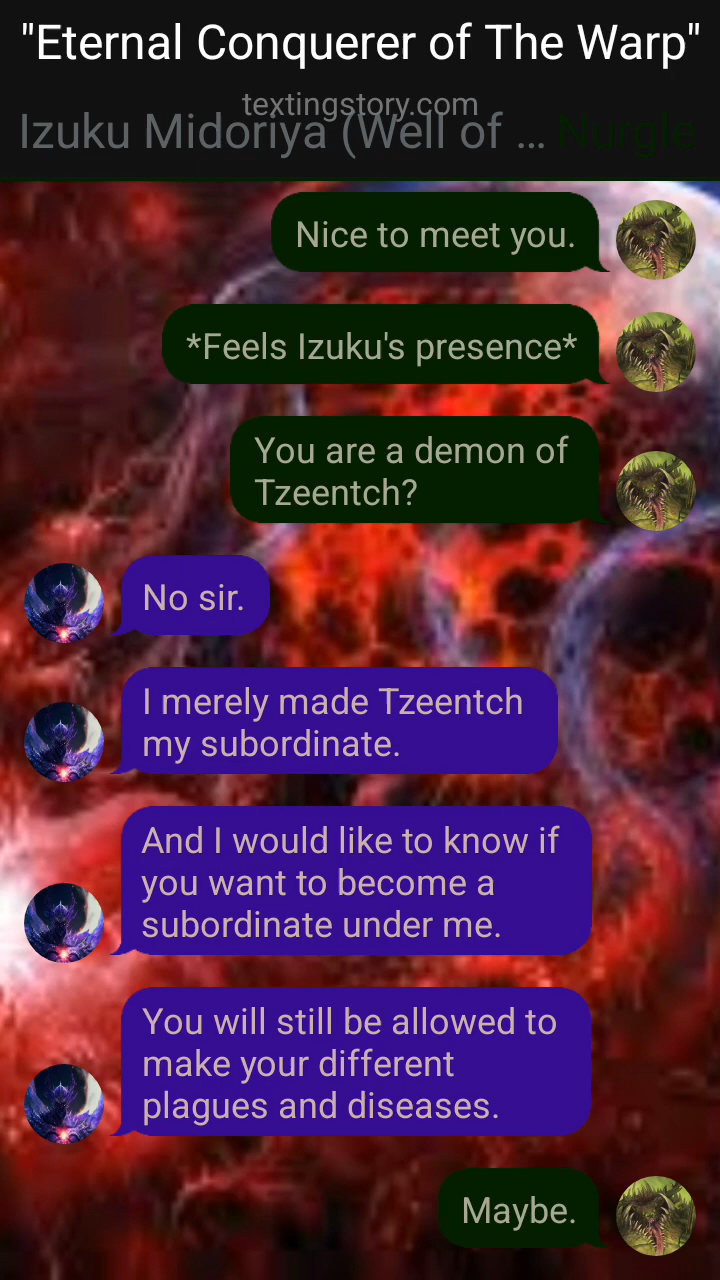 "Eternal Conquerer of The Warp"
textingstory.com
Izuku Midoriya (Well of ... Nurgle
Nice to meet you.
*Feels Izuku's presence*
You are a demon of
Tzeentch?
No sir.
I merely made Tzeentch
my subordinate.
And I would like to know if
you want to become a
subordinate under me.
You will still be allowed to
make your different
plagues and diseases.
Maybe.